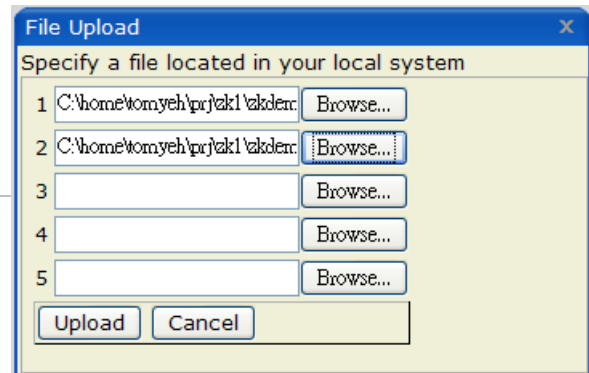 File Upload x
Specify a file located in your local system
1 C:\home\tomyeh\prj\zk1\zkdem Browse...
2 C:\home\tomyeh\prj\zk1\zkdem Browse...
3 Browse...
4 Browse...
5 Browse...
Upload Cancel